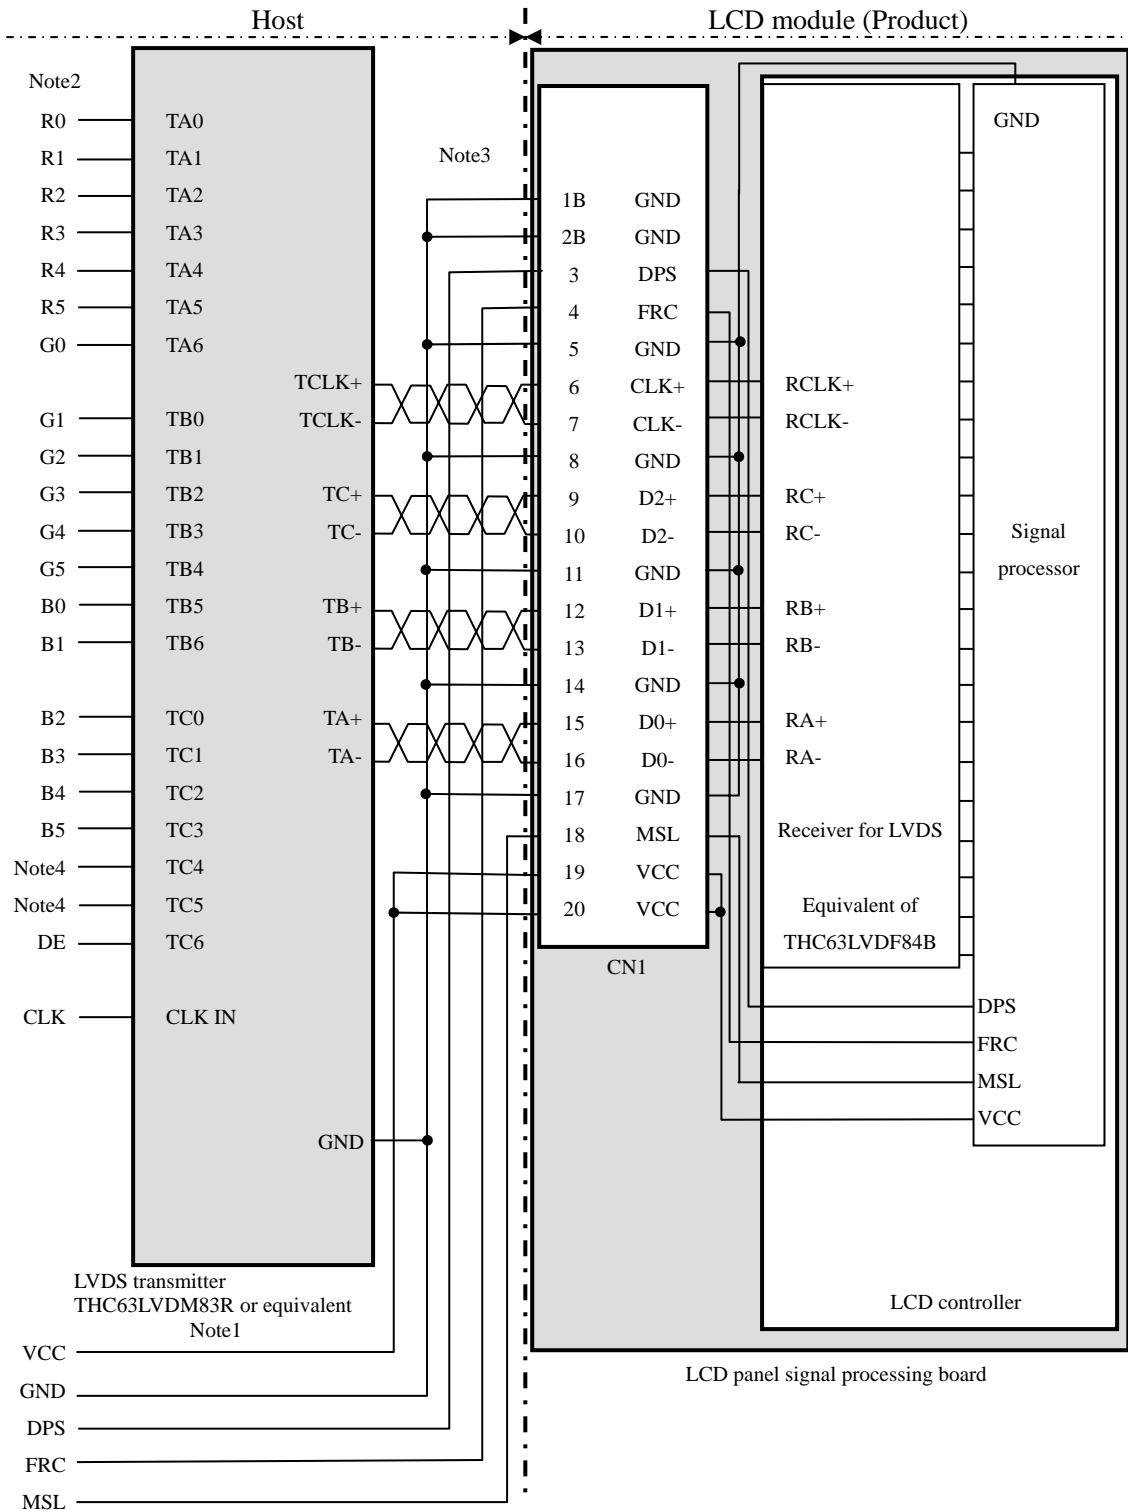 Host
LCD module (Product)
Note2
R0 TA0
R1 TA1
R2 TA2
R3 TA3
R4 TA4
R5 TA5
G0 TA6
G1 TB0
G2 TB1
G3 TB2
G4 TB3
G5 TB4
B0 TB5
B1 TB6
B2 TC0
B3 TC1
B4 TC2
B5 TC3
Note4 TC4
Note4 TC5
DE TC6
CLK CLK IN
TCLK+
TCLK-
TC+
TC-
TB+
TB-
TA+
TA-
GND
LVDS transmitter
THC63LVDM83R or equivalent
Note1
VCC
GND
DPS
FRC
MSL
Note3
1B GND
2B GND
3 DPS
4 FRC
5 GND
6 CLK+
7 CLK-
8 GND
9 D2+
10 D2-
11 GND
12 D1+
13 D1-
14 GND
15 D0+
16 D0-
17 GND
18 MSL
19 VCC
20 VCC
CN1
RCLK+
RCLK-
RC+
RC-
RB+
RB-
RA+
RA-
Receiver for LVDS
Equivalent of
THC63LVDF84B
GND
Signal
processor
DPS
FRC
MSL
VCC
LCD controller
LCD panel signal processing board